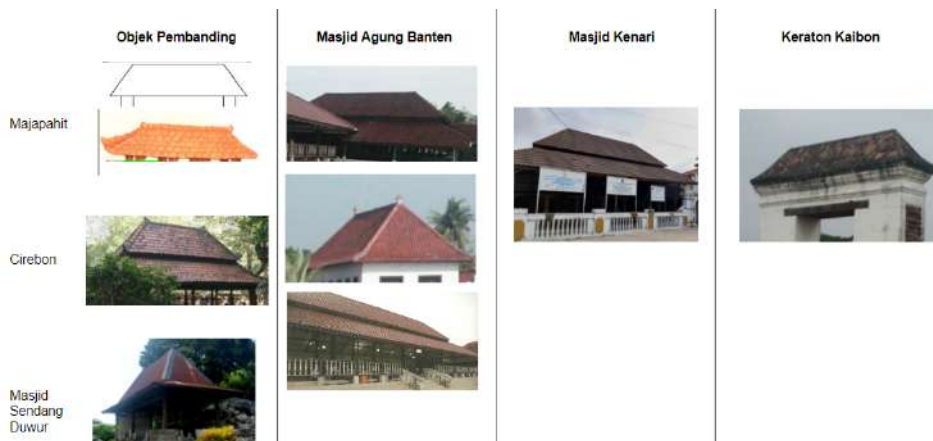 Objek Pembanding
Masjid Agung Banten
Masjid Kenari
Keraton Kaibon
Majapahit
Cirebon
Masjid
Sendang
Duwur